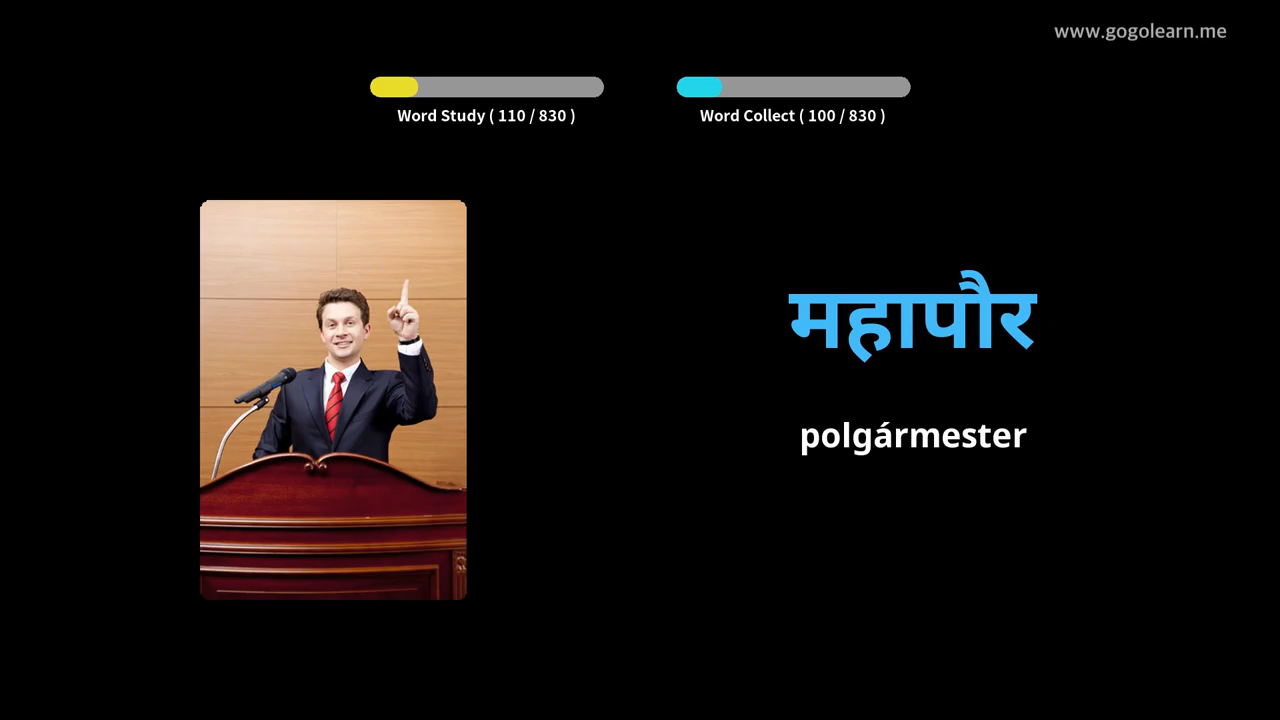 www.gogolearn.me
Word Study ( 110 / 830 )
Word Collect ( 100 / 830 )
महापौर
polgármester